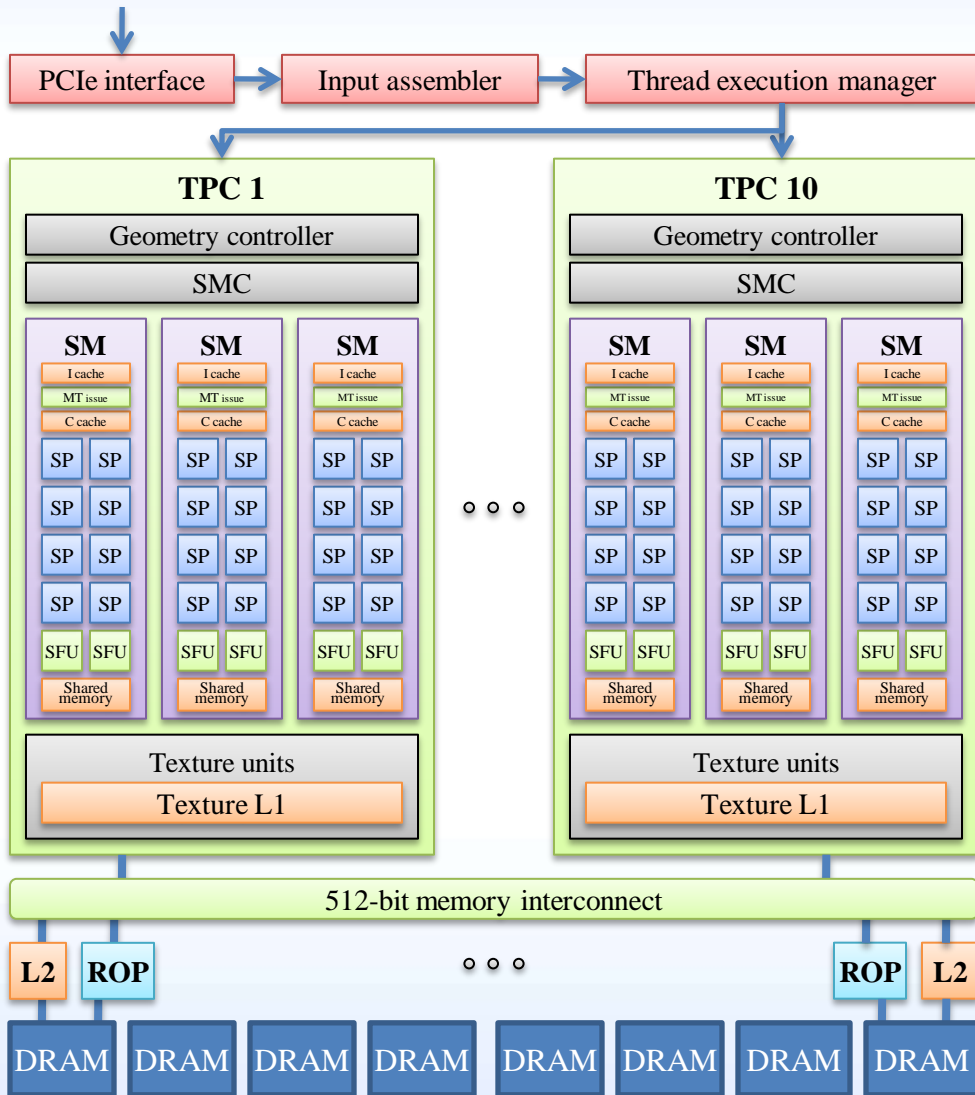 PCIe interface
Input assembler
Thread execution manager
TPC 1
Geometry controller
SMC
SM
I cache
MT issue
C cache
SP SP
SP SP
SP SP
SP SP
SFU SFU
Shared
memory
SM
I cache
MT issue
C cache
SP SP
SP SP
SP SP
SP SP
SFU SFU
Shared
memory
SM
I cache
MT issue
C cache
SP SP
SP SP
SP SP
SP SP
SFU SFU
Shared
memory
Texture units
Texture L1
TPC 10
Geometry controller
SMC
SM
I cache
MT issue
C cache
SP SP
SP SP
SP SP
SP SP
SFU SFU
Shared
memory
SM
I cache
MT issue
C cache
SP SP
SP SP
SP SP
SP SP
SFU SFU
Shared
memory
SM
I cache
MT issue
C cache
SP SP
SP SP
SP SP
SP SP
SFU SFU
Shared
memory
Texture units
Texture L1
512-bit memory interconnect
L2 ROP ROP L2
DRAM DRAM DRAM DRAM DRAM DRAM DRAM DRAM